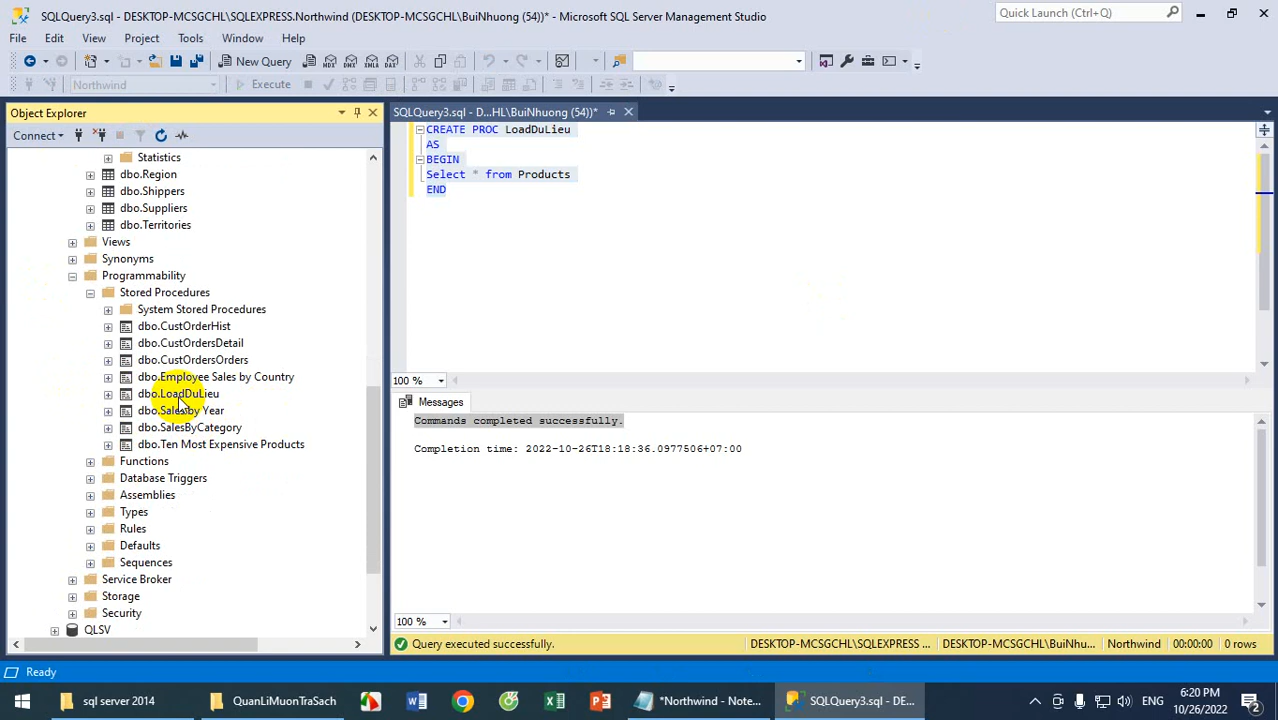 SQLQuery3.sql - DESKTOP-MCSGCHL\SQLEXPRESS.Northwind (DESKTOP-MCSGCHL\BuiNhuong (54))* - Microsoft SQL Server Management Studio
Quick Launch (Ctrl+Q)
File Edit View Project Tools Window Help
New Query
MDX DMX XMLA DAX
Northwind
Execute
Object Explorer
SQLQuery3.sql - D...HL\BuiNhuong (54))*
Connect
CREATE PROC LoadDuLieu
AS
BEGIN
Select * from Products
END
Statistics
dbo.Region
dbo.Shippers
dbo.Suppliers
dbo.Territories
Views
Synonyms
Programmability
Stored Procedures
System Stored Procedures
dbo.CustOrderHist
dbo.CustOrdersDetail
dbo.CustOrdersOrders
dbo.Employee Sales by Country
dbo.LoadDuLieu
dbo.Sales by Year
dbo.SalesByCategory
dbo.Ten Most Expensive Products
Functions
Database Triggers
Assemblies
Types
Rules
Defaults
Sequences
Service Broker
Storage
Security
QLSV
100 %
Messages
Commands completed successfully.
Completion time: 2022-10-26T18:18:36.0977506+07:00
100 %
Query executed successfully.
DESKTOP-MCSGCHL\SQLEXPRESS ...
DESKTOP-MCSGCHL\BuiNhu...
Northwind
00:00:00
0 rows
Ready
sql server 2014
QuanLiMuonTraSach
*Northwind - Note...
SQLQuery3.sql - DE...
ENG
6:20 PM
10/26/2022
2